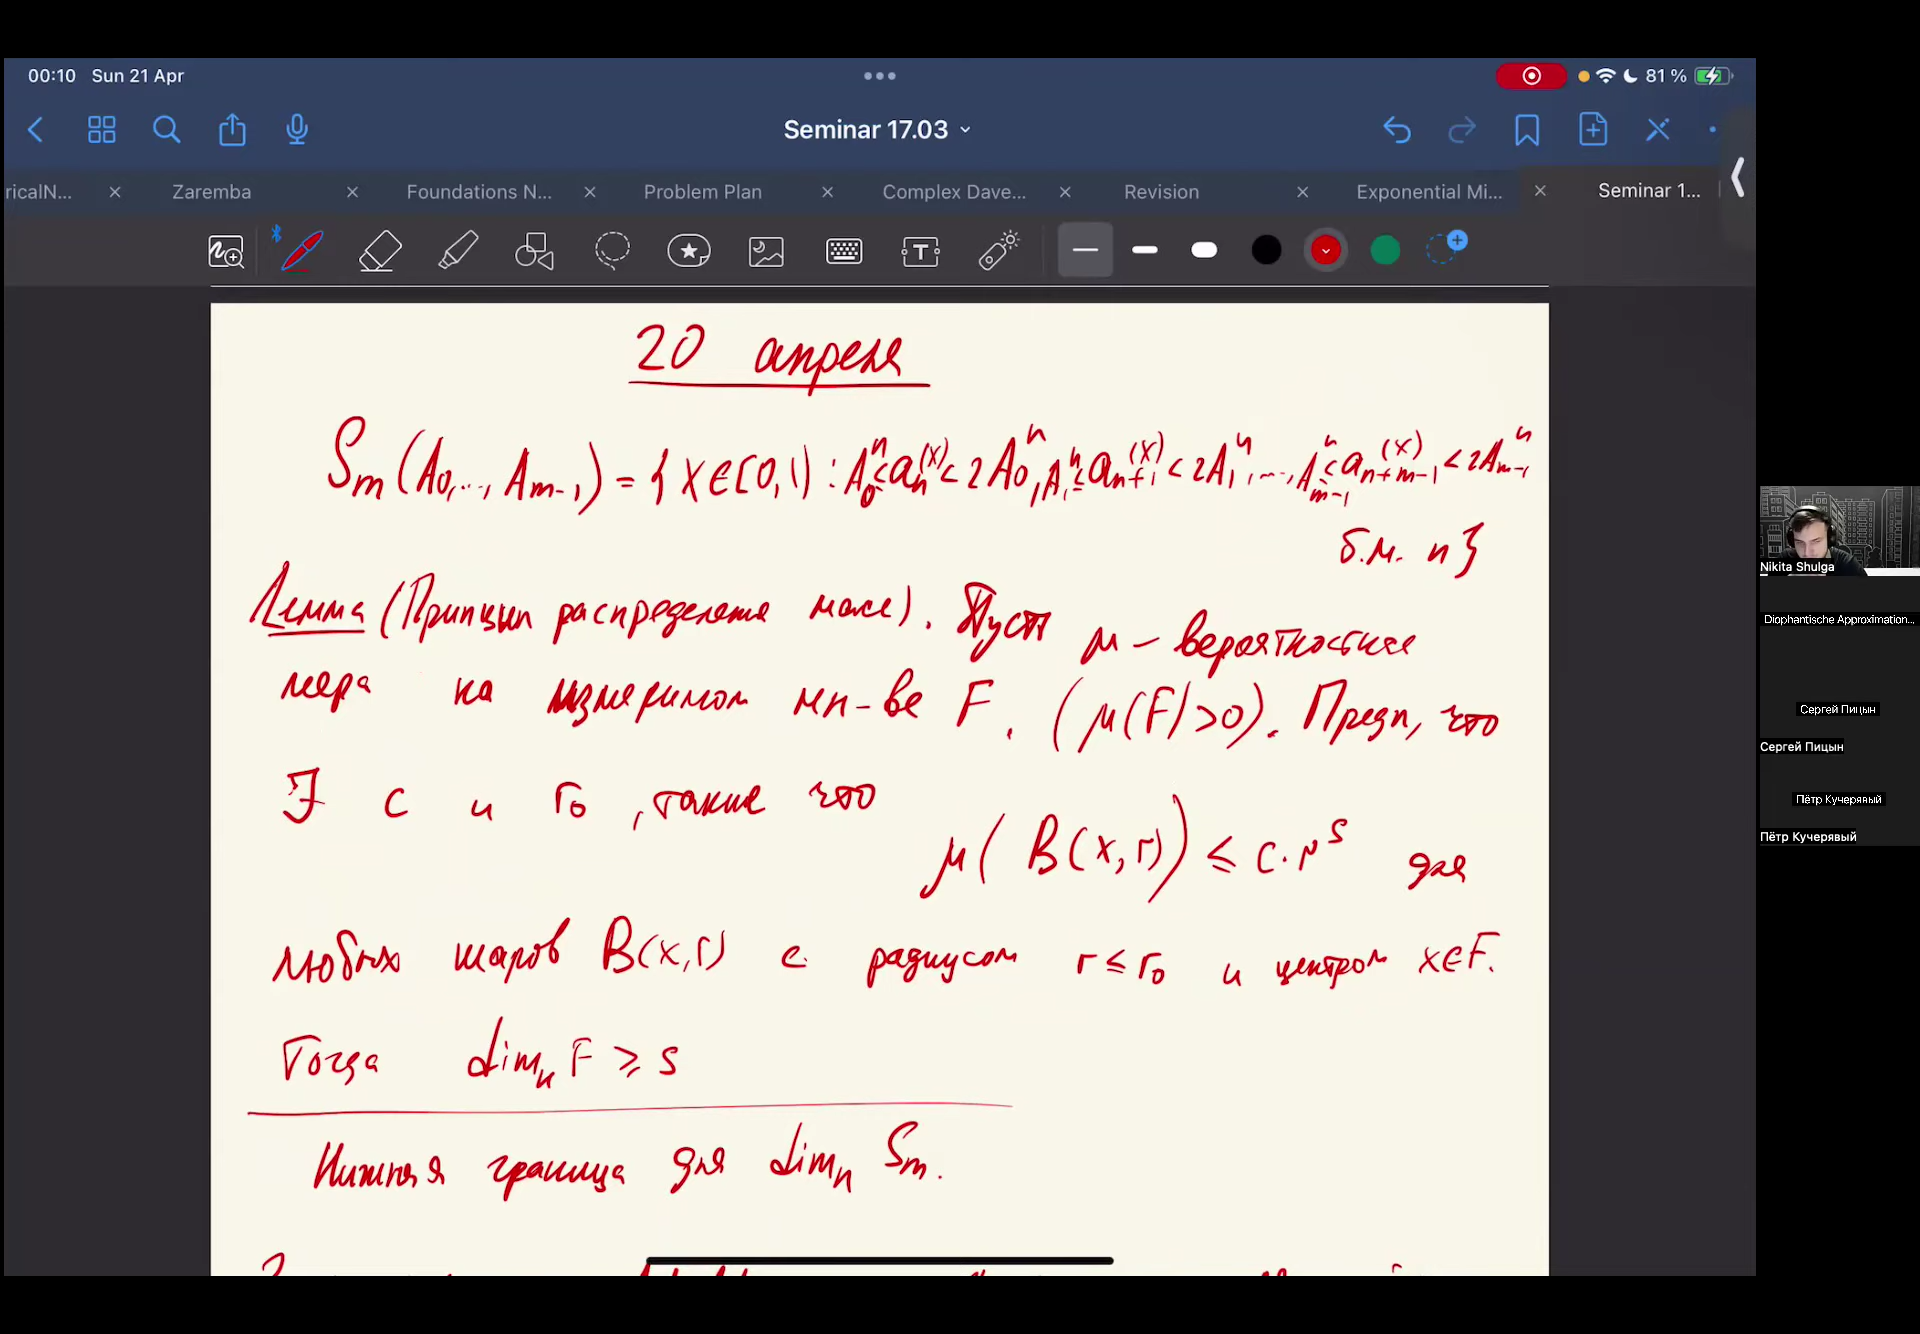 00:10 Sun 21 Apr
81 %
Seminar 17.03
ricalN...
Zaremba
Foundations N...
Problem Plan
Complex Dave...
Revision
Exponential Mi...
Seminar 1...
20 апреля
S_m(A_0,..., A_{m-1}) = { x ∈ [0,1) : A_0^n ≤ a_n(x) < 2A_0^n, A_1^n ≤ a_{n+1}(x) < 2A_1^n, ..., A_{m-1}^n ≤ a_{n+m-1}(x) < 2A_{m-1}^n
б.м. n}
Лемма (Принцип распределения масс). Пусть μ – вероятностная
мера на измеримом мн-ве F. (μ(F)>0). Предп, что
∃ c и r_0, такие что
μ(B(x,r)) ≤ c·r^s для
любых шаров B(x,r) с радиусом r ≤ r_0 и центром x∈F.
Тогда dim_H F ≥ s
Нижняя граница для dim_H S_m.
Nikita Shulga
Diophantische Approximation...
Сергей Пицын
Сергей Пицын
Пётр Кучерявый
Пётр Кучерявый